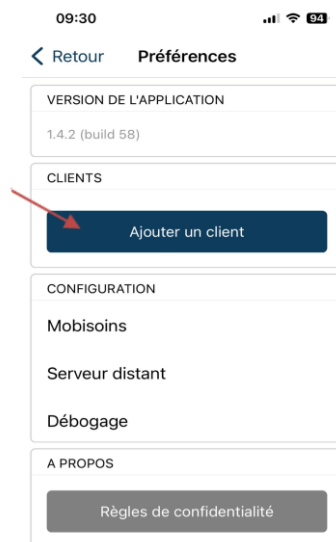 09:30 94
Retour Préférences
VERSION DE L'APPLICATION
1.4.2 (build 58)
CLIENTS
Ajouter un client
CONFIGURATION
Mobisoins
Serveur distant
Débogage
A PROPOS
Règles de confidentialité